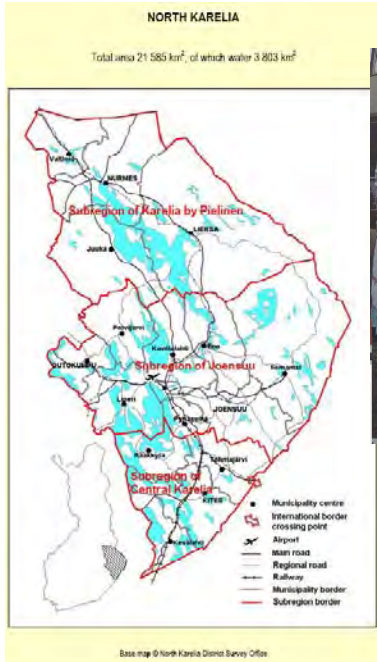 NORTH KARELIA
Total area 21 585 km², of which water 3 803 km²
Valtimo
NURMES
Subregion of Karelia by Pielinen
LIEKSA
Juuka
Polvijärvi
Kontiolahti
Eno
OUTOKUMPU
Subregion of Joensuu
Ilomantsi
Liperi
JOENSUU
Pyhäselkä
Rääkkylä
Tohmajärvi
Subregion of
Central Karelia
KITEE
Kesälahti
Municipality centre
International border
crossing point
Airport
Main road
Regional road
Railway
Municipality border
Subregion border
Base map © North Karelia District Survey Office